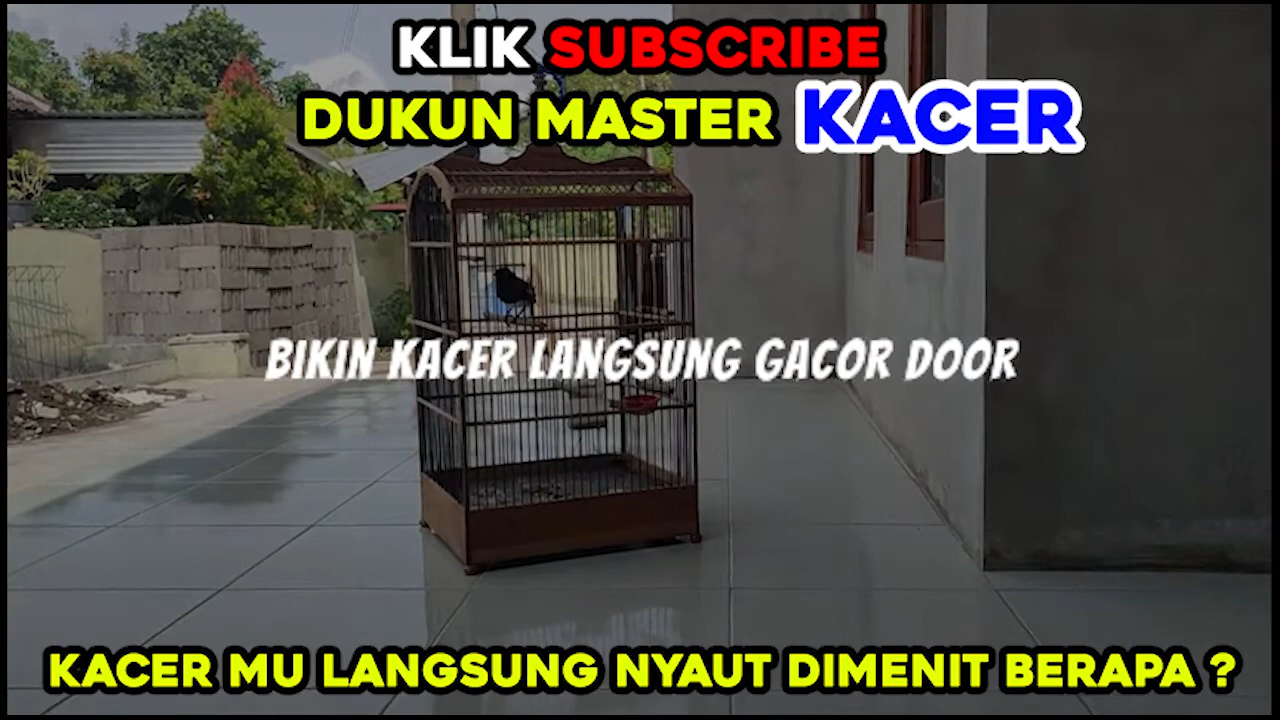 KLIK SUBSCRIBE
DUKUN MASTER KACER
BIKIN KACER LANGSUNG GACOR DOOR
KACER MU LANGSUNG NYAUT DIMENIT BERAPA ?